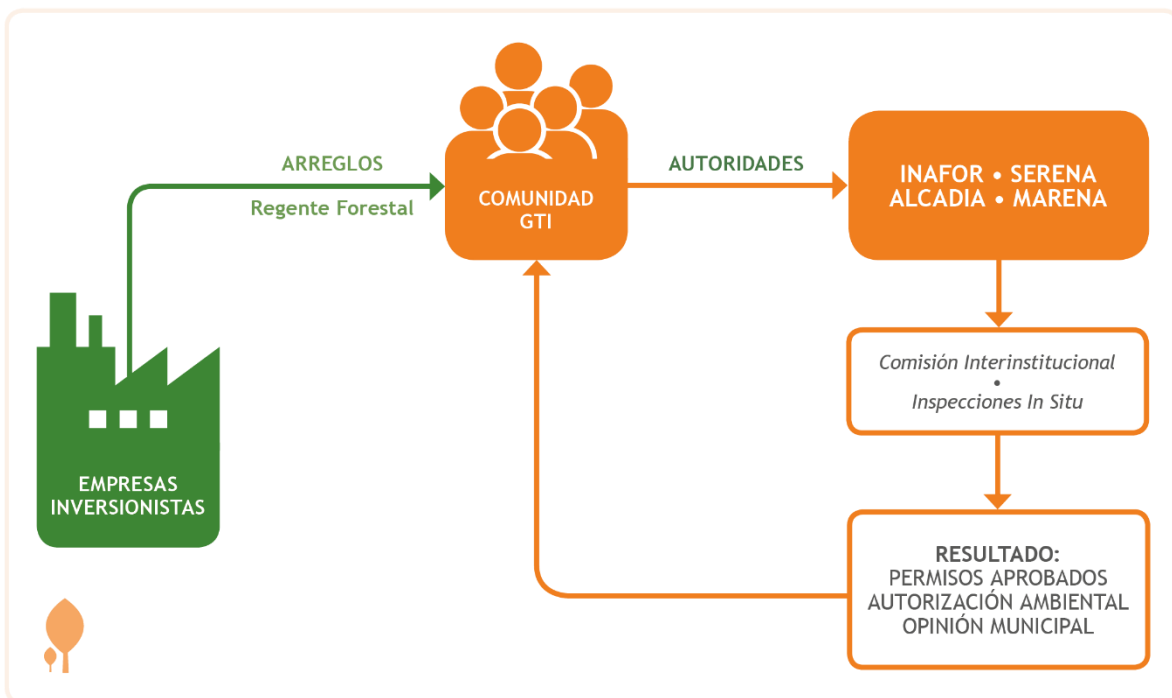 ARREGLOS
Regente Forestal
EMPRESAS
INVERSIONISTAS
COMUNIDAD
GTI
AUTORIDADES
INAFOR • SERENA
ALCADIA • MARENA
Comisión Interinstitucional
•
Inspecciones In Situ
RESULTADO:
PERMISOS APROBADOS
AUTORIZACIÓN AMBIENTAL
OPINIÓN MUNICIPAL